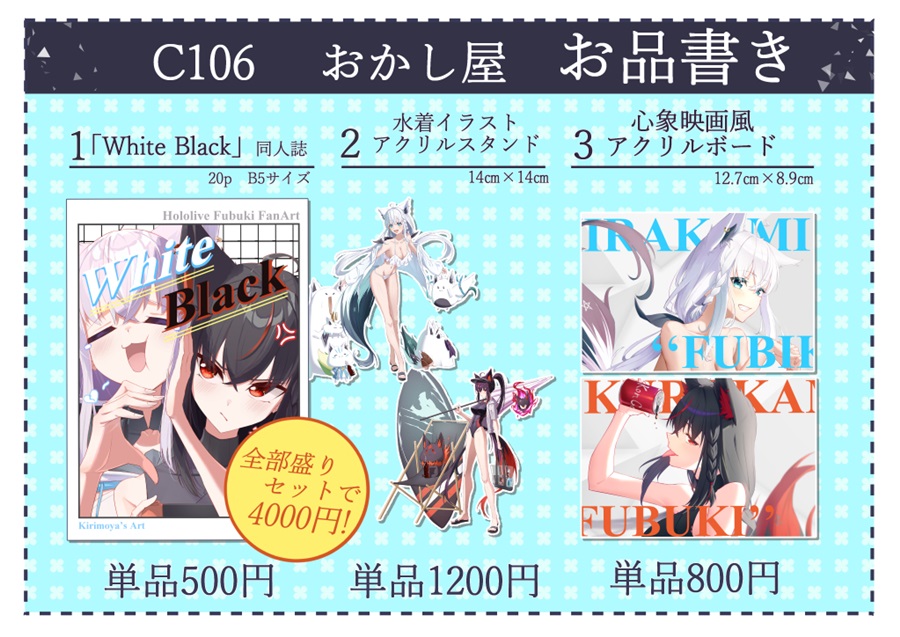 C106 おかし屋 お品書き
1「White Black」同人誌
20p B5サイズ
Hololive Fubuki FanArt
White
Black
Kirimoya's Art
単品500円
2 水着イラスト
アクリルスタンド
14cm×14cm
単品1200円
3 心象映画風
アクリルボード
12.7cm×8.9cm
IRAKAMI
“FUBIK
KURAKAN
FUBUKI”
単品800円
全部盛り
セットで
4000円!